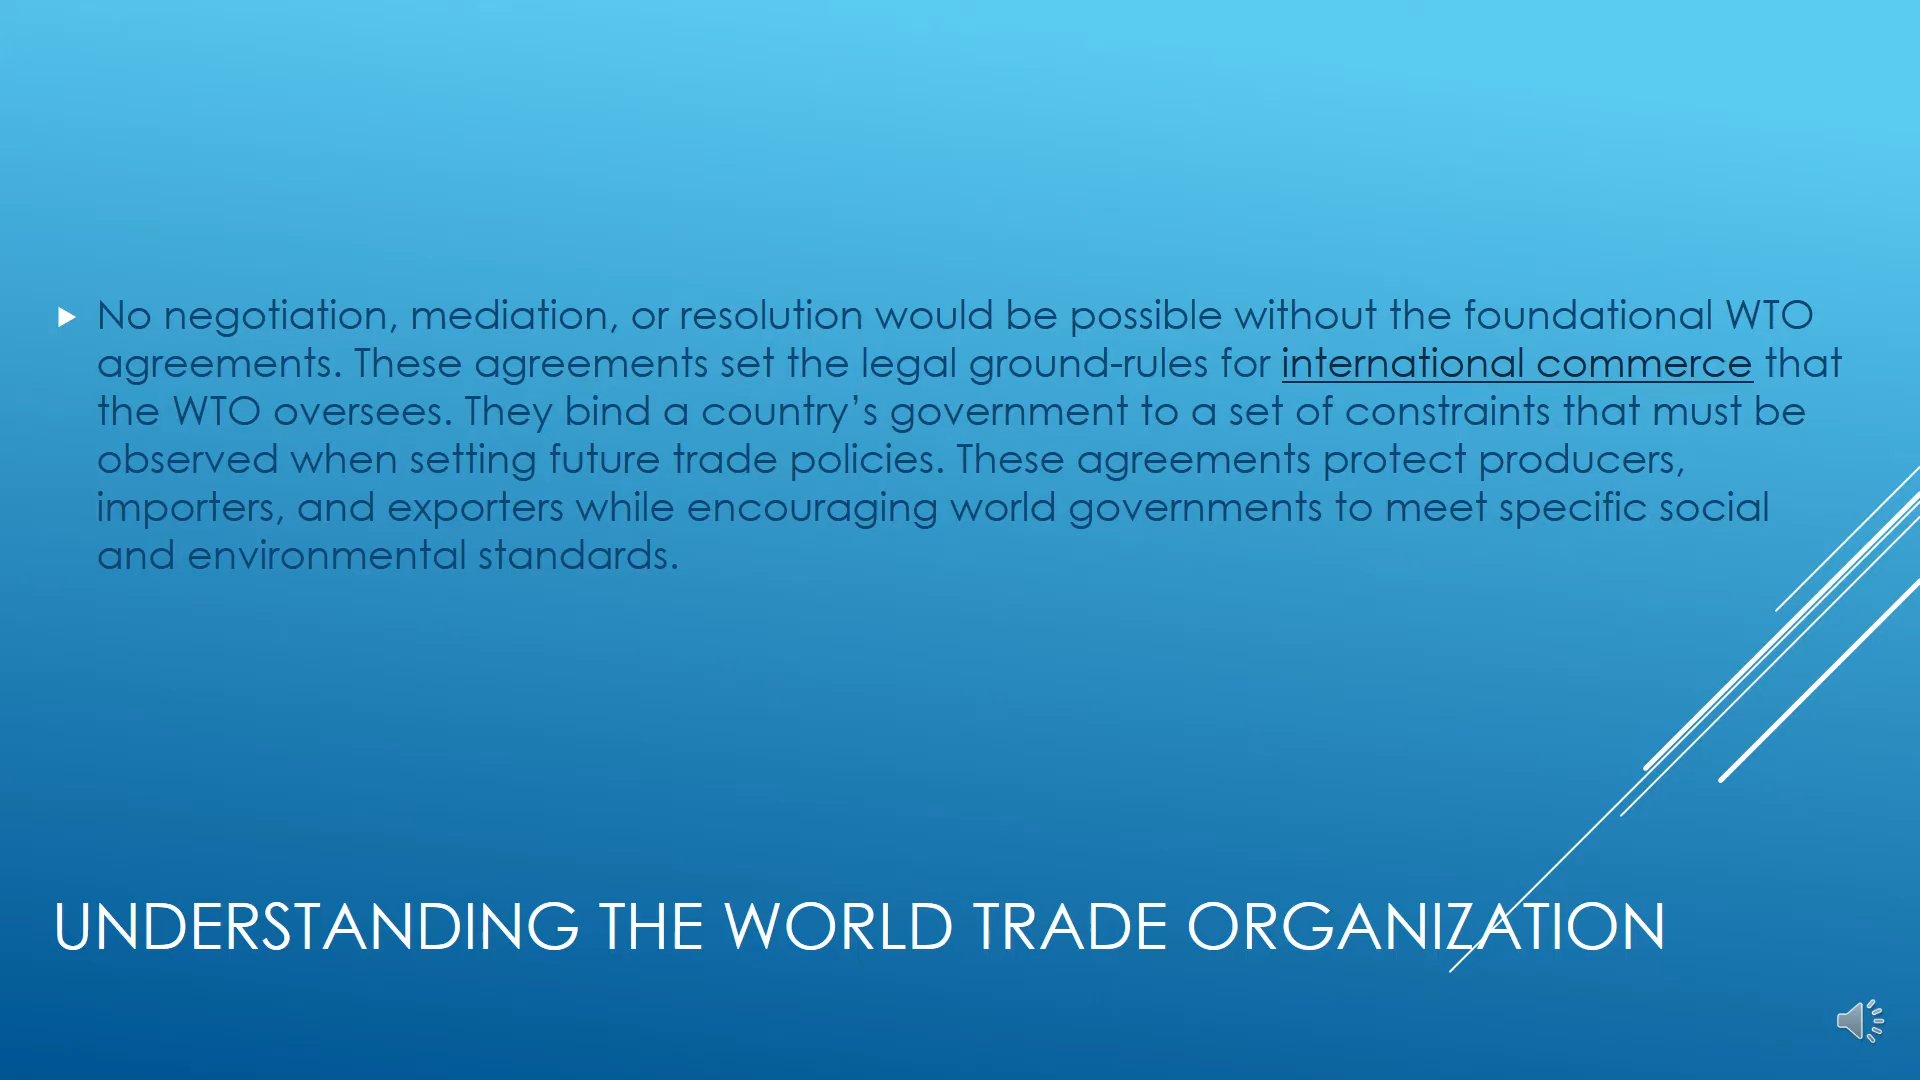 No negotiation, mediation, or resolution would be possible without the foundational WTO
agreements. These agreements set the legal ground-rules for international commerce that
the WTO oversees. They bind a country’s government to a set of constraints that must be
observed when setting future trade policies. These agreements protect producers,
importers, and exporters while encouraging world governments to meet specific social
and environmental standards.
UNDERSTANDING THE WORLD TRADE ORGANIZATION